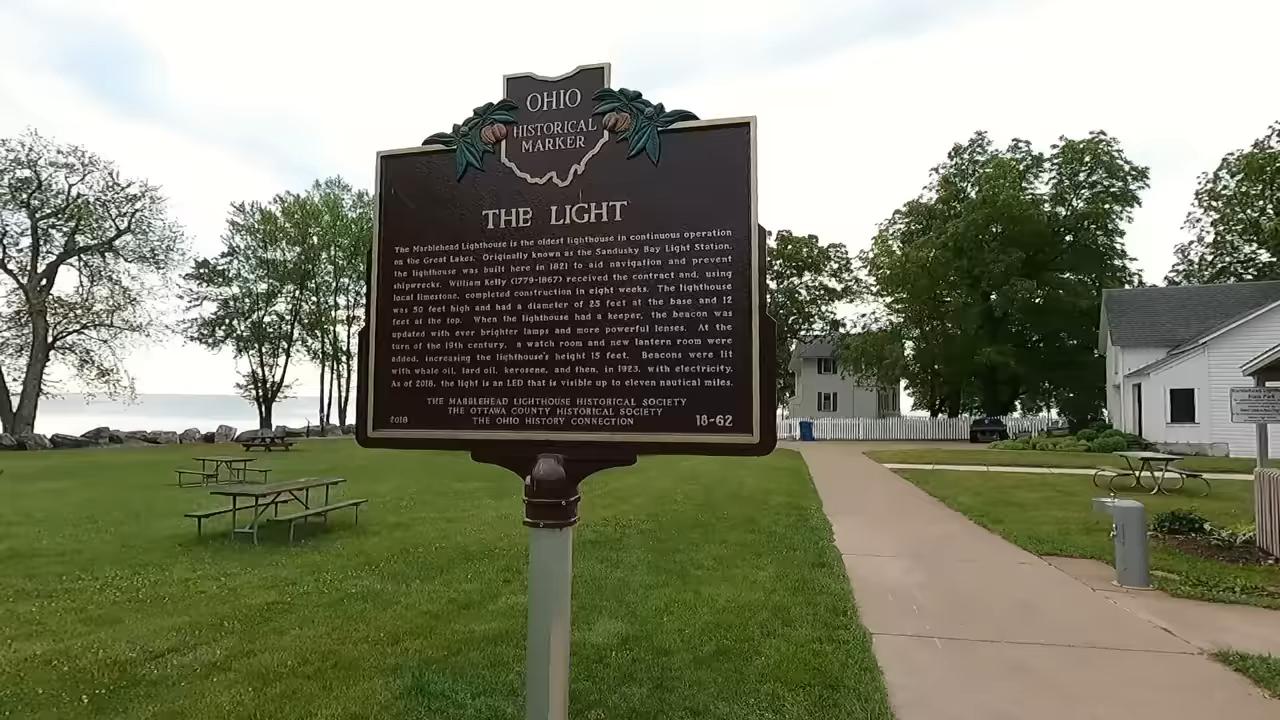 OHIO
HISTORICAL
MARKER
THE LIGHT
The Marblehead Lighthouse is the oldest lighthouse in continuous operation
on the Great Lakes. Originally known as the Sandusky Bay Light Station,
the lighthouse was built here in 1821 to aid navigation and prevent
shipwrecks. William Kelly (1779-1867) received the contract and, using
local limestone, completed construction in eight weeks. The lighthouse
was 50 feet high and had a diameter of 25 feet at the base and 12
feet at the top. When the lighthouse had a keeper, the beacon was
updated with ever brighter lamps and more powerful lenses. At the
turn of the 19th century, a watch room and new lantern room were
added, increasing the lighthouse's height 15 feet. Beacons were lit
with whale oil, lard oil, kerosene, and then, in 1923, with electricity.
As of 2018, the light is an LED that is visible up to eleven nautical miles.
THE MARBLEHEAD LIGHTHOUSE HISTORICAL SOCIETY
THE OTTAWA COUNTY HISTORICAL SOCIETY
2018 THE OHIO HISTORY CONNECTION 18-62